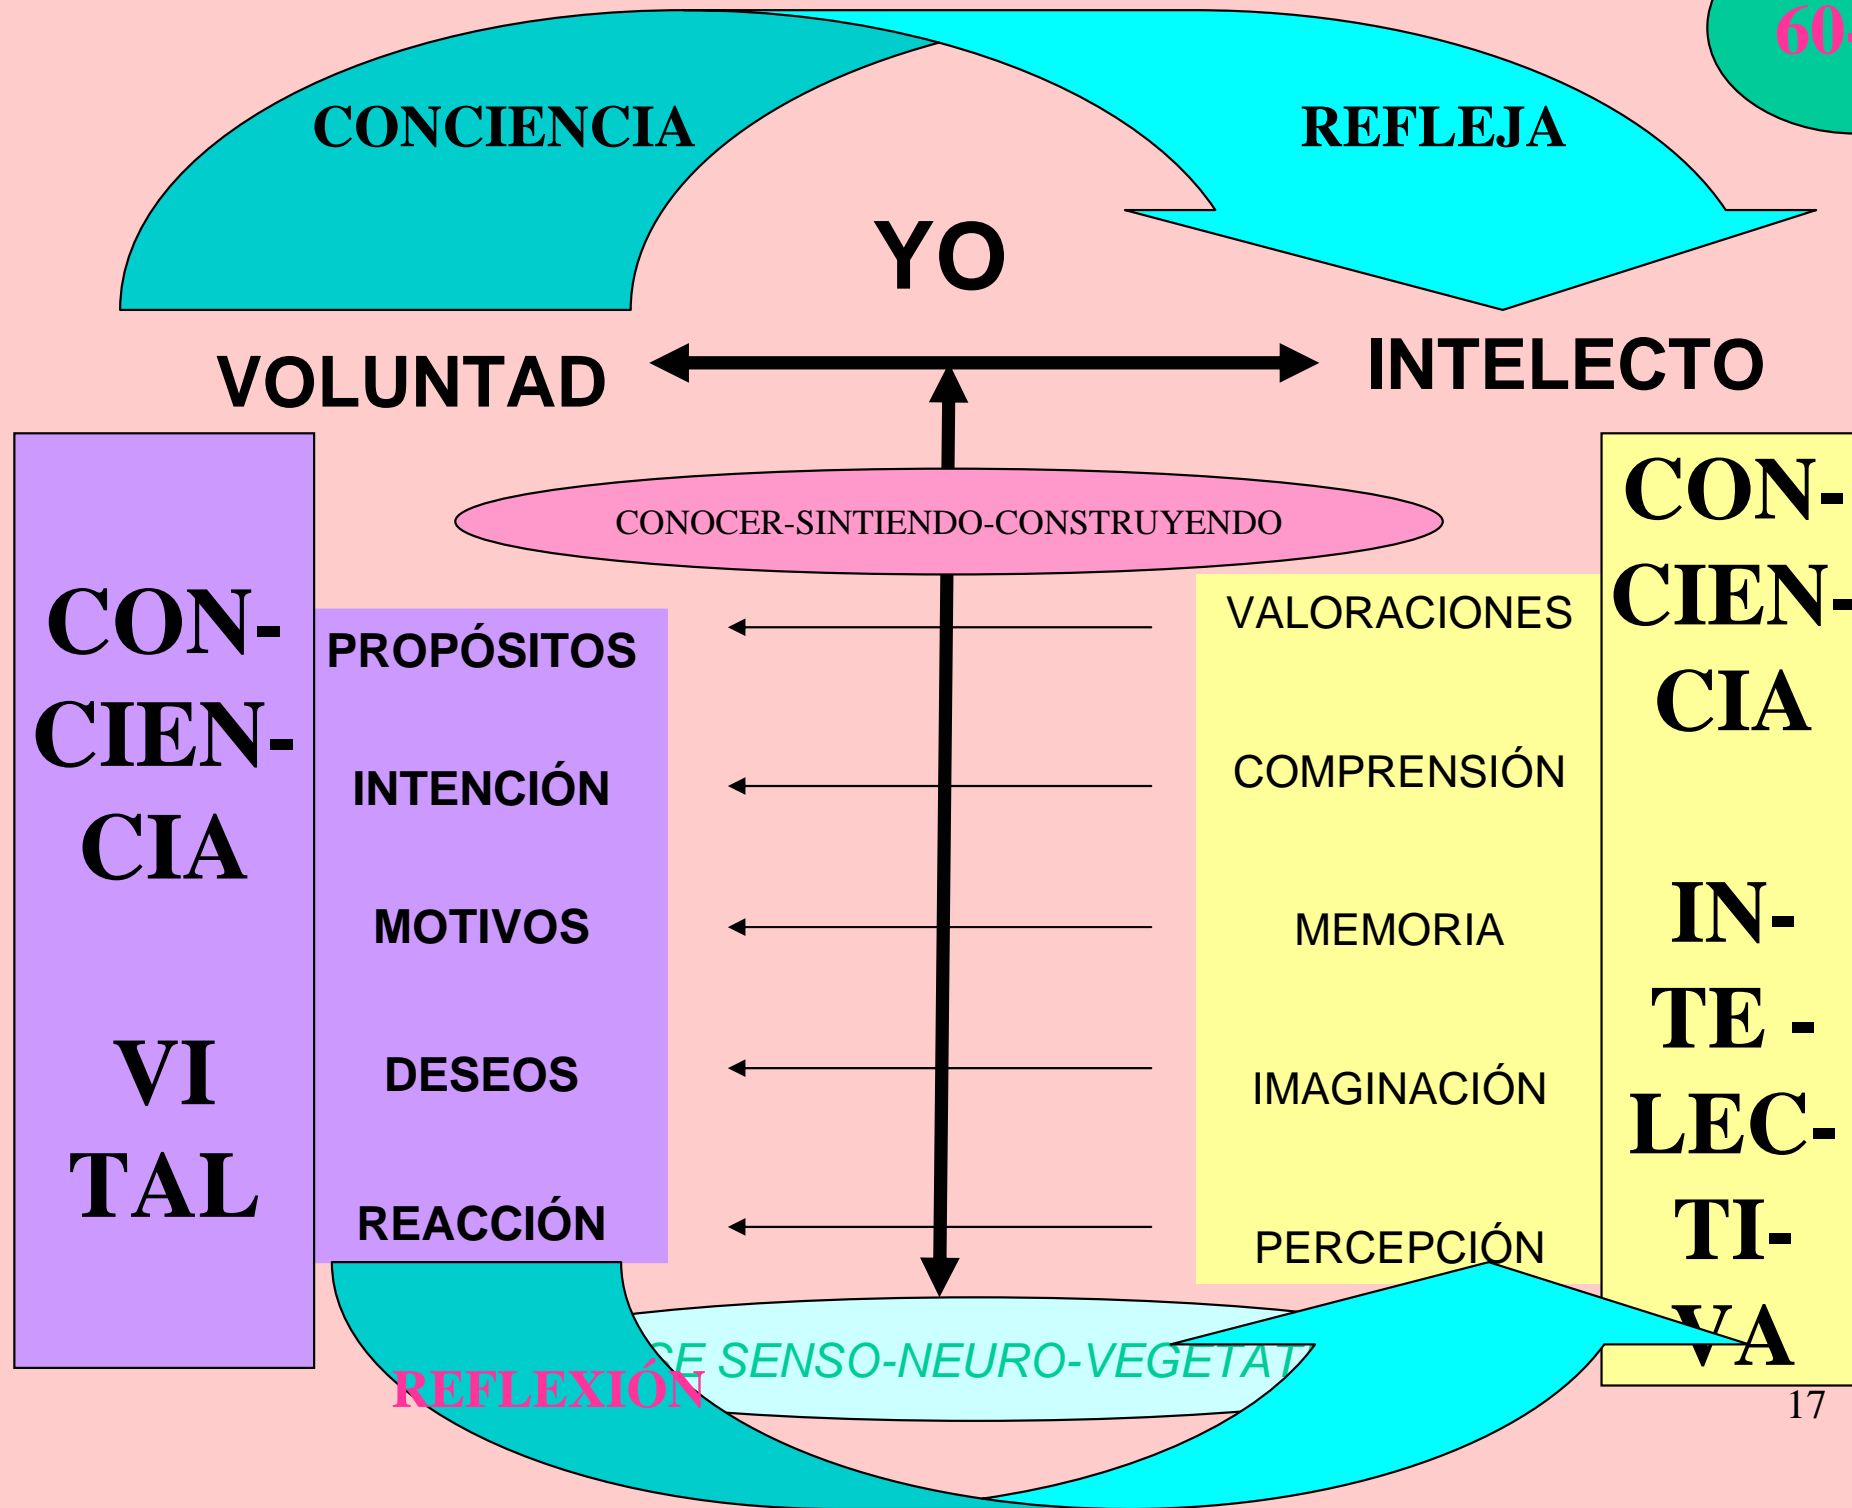 60-
CONCIENCIA
REFLEJA
YO
VOLUNTAD
INTELECTO
CONOCER-SINTIENDO-CONSTRUYENDO
CON-
CIEN-
CIA
VI
TAL
PROPÓSITOS
INTENCIÓN
MOTIVOS
DESEOS
REACCIÓN
VALORACIONES
COMPRENSIÓN
MEMORIA
IMAGINACIÓN
PERCEPCIÓN
CON-
CIEN-
CIA
IN-
TE -
LEC-
TI-
VA
SENSO-NEURO-VEGETAT
REFLEXIÓN
17